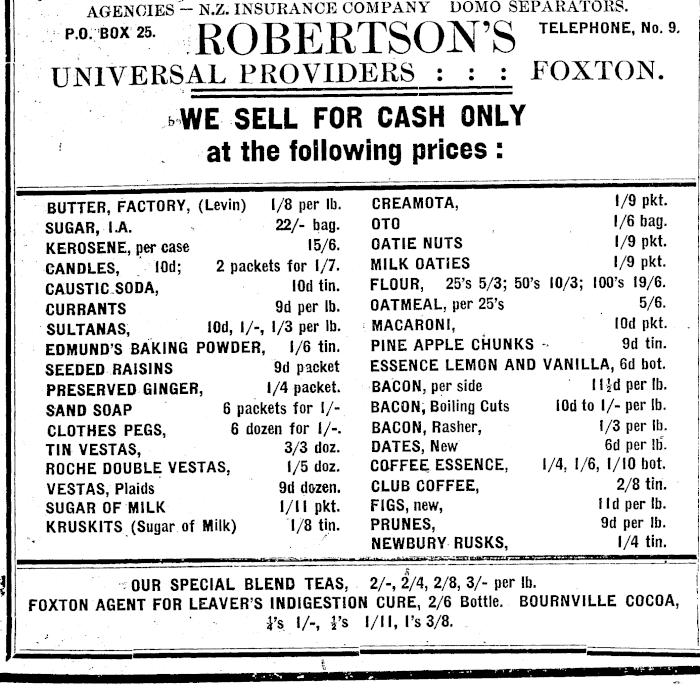 AGENCIES — N.Z. INSURANCE COMPANY DOMO SEPARATORS.
P.O. BOX 25. ROBERTSON'S TELEPHONE, No. 9.
UNIVERSAL PROVIDERS : : : FOXTON.
WE SELL FOR CASH ONLY
at the following prices :
BUTTER, FACTORY, (Levin) 1/8 per lb.
SUGAR, 1.A. 22/- bag.
KEROSENE, per case 15/6.
CANDLES, 10d; 2 packets for 1/7.
CAUSTIC SODA, 10d tin.
CURRANTS 9d per lb.
SULTANAS, 10d, 1/-, 1/3 per lb.
EDMUND'S BAKING POWDER, 1/6 tin.
SEEDED RAISINS 9d packet
PRESERVED GINGER, 1/4 packet.
SAND SOAP 6 packets for 1/-
CLOTHES PEGS, 6 dozen for 1/-.
TIN VESTAS, 3/3 doz.
ROCHE DOUBLE VESTAS, 1/5 doz.
VESTAS, Plaids 9d dozen.
SUGAR OF MILK 1/11 pkt.
KRUSKITS (Sugar of Milk) 1/8 tin.
CREAMOTA, 1/9 pkt.
OTO 1/6 bag.
OATIE NUTS 1/9 pkt.
MILK OATIES 1/9 pkt.
FLOUR, 25's 5/3; 50's 10/3; 100's 19/6.
OATMEAL, per 25's 5/6.
MACARONI, 10d pkt.
PINE APPLE CHUNKS - 9d tin.
ESSENCE LEMON AND VANILLA, 6d bot.
BACON, per side 11½d per lb.
BACON, Boiling Cuts 10d to 1/- per lb.
BACON, Rasher, 1/3 per lb.
DATES, New 6d per lb.
COFFEE ESSENCE, 1/4, 1/6, 1/10 bot.
CLUB COFFEE, 2/8 tin.
FIGS, new, 11d per lb.
PRUNES, 9d per lb.
NEWBURY RUSKS, 1/4 tin.
OUR SPECIAL BLEND TEAS, 2/-, 2/4, 2/8, 3/- per lb.
FOXTON AGENT FOR LEAVER'S INDIGESTION CURE, 2/6 Bottle. BOURNVILLE COCOA,
¼'s 1/-, ½'s 1/11, 1's 3/8.